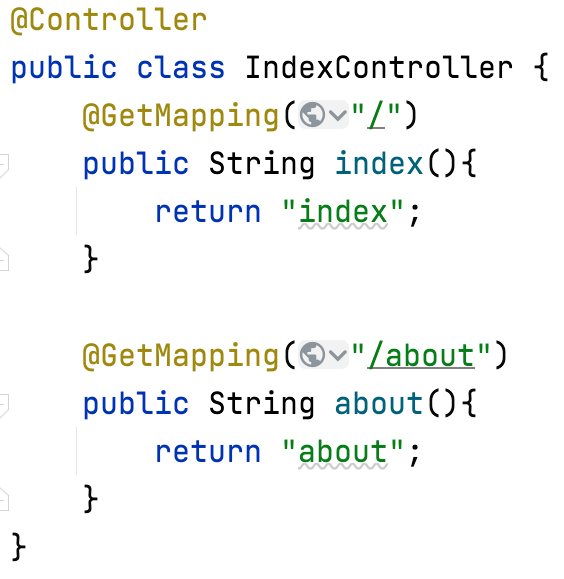 @Controller
public class IndexController {
    @GetMapping("/")
    public String index(){
        return "index";
    }

    @GetMapping("/about")
    public String about(){
        return "about";
    }
}